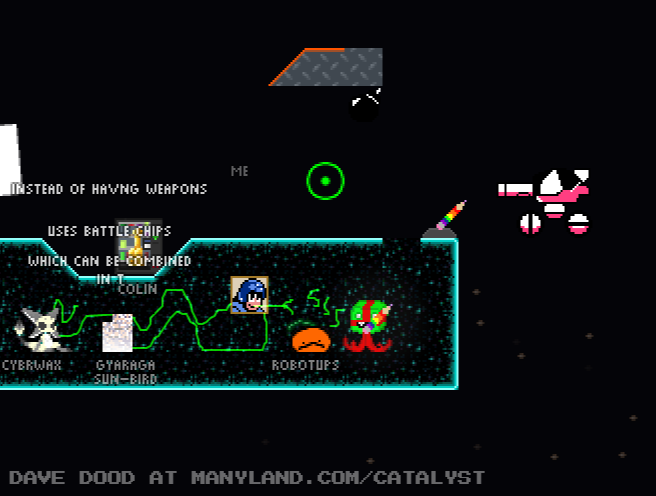 ME
INSTEAD OF HAVNG WEAPONS
USES BATTLE CHIPS
WHICH CAN BE COMBINED
IN T
COLIN
CYBRWAX
GYARAGA
SUN-BIRD
ROBOTUPS
DAVE DOOD AT MANYLAND.COM/CATALYST